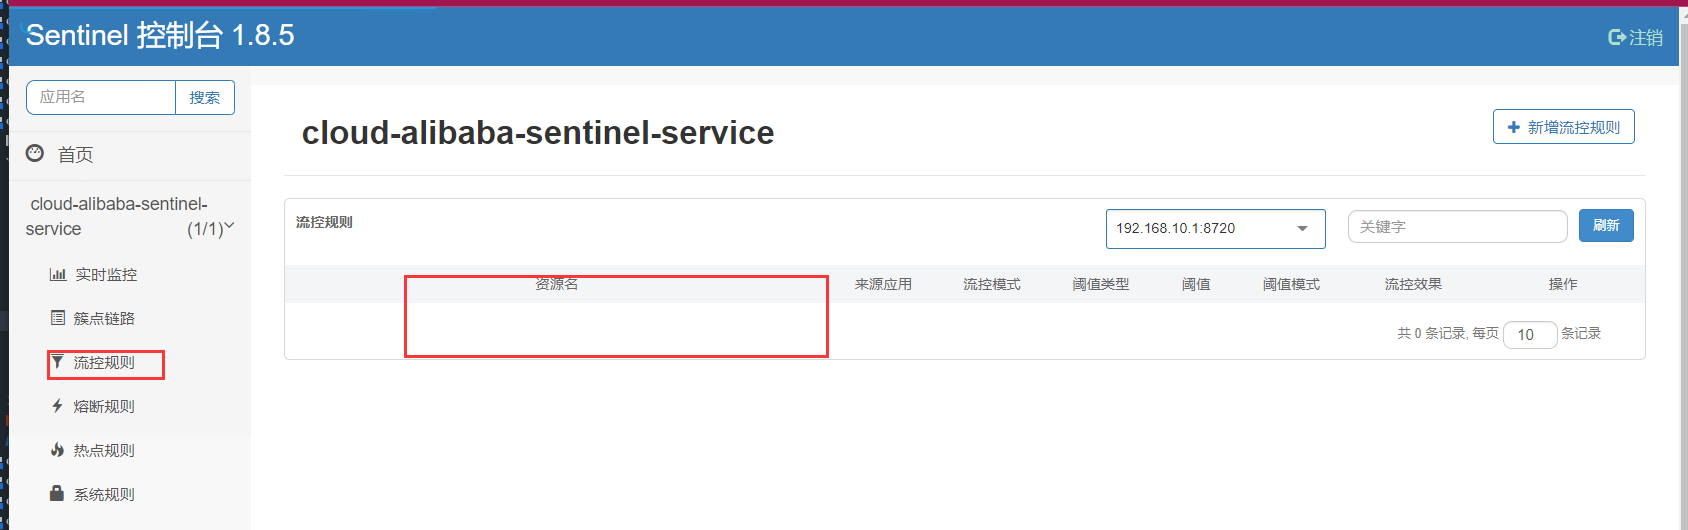 Sentinel 控制台 1.8.5
注销
应用名
搜索
首页
cloud-alibaba-sentinel-
service (1/1)
实时监控
簇点链路
流控规则
熔断规则
热点规则
系统规则
cloud-alibaba-sentinel-service
新增流控规则
流控规则
192.168.10.1:8720
关键字
刷新
资源名 来源应用 流控模式 阈值类型 阈值 阈值模式 流控效果 操作
共 0 条记录, 每页 10 条记录